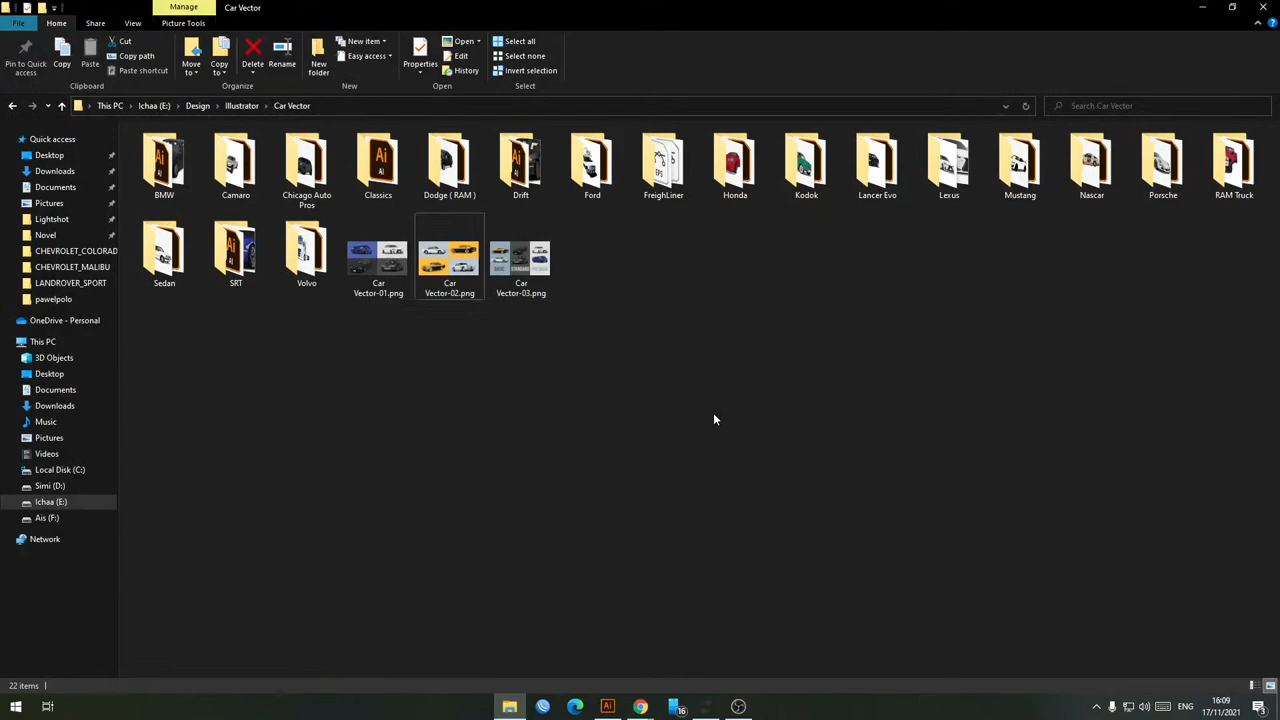 Manage
Car Vector
File
Home
Share
View
Picture Tools
Pin to Quick access
Copy
Paste
Cut
Copy path
Paste shortcut
Clipboard
Move to
Copy to
Delete
Rename
Organize
New folder
New item
Easy access
New
Properties
Open
Edit
History
Open
Select all
Select none
Invert selection
Select
This PC
Ichaa (E:)
Design
Illustrator
Car Vector
Search Car Vector
Quick access
Desktop
Downloads
Documents
Pictures
Lightshot
Novel
CHEVROLET_COLORAD
CHEVROLET_MALIBU
LANDROVER_SPORT
pawelpolo
OneDrive - Personal
This PC
3D Objects
Desktop
Documents
Downloads
Music
Pictures
Videos
Local Disk (C:)
Simi (D:)
Ichaa (E:)
Ais (F:)
Network
BMW
Camaro
Chicago Auto
Pros
Classics
Dodge ( RAM )
Drift
Ford
FreighLiner
Honda
Kodok
Lancer Evo
Lexus
Mustang
Nascar
Porsche
RAM Truck
Sedan
SRT
Volvo
Car
Vector-01.png
Car
Vector-02.png
Car
Vector-03.png
22 items
ENG
16:09
17/11/2021